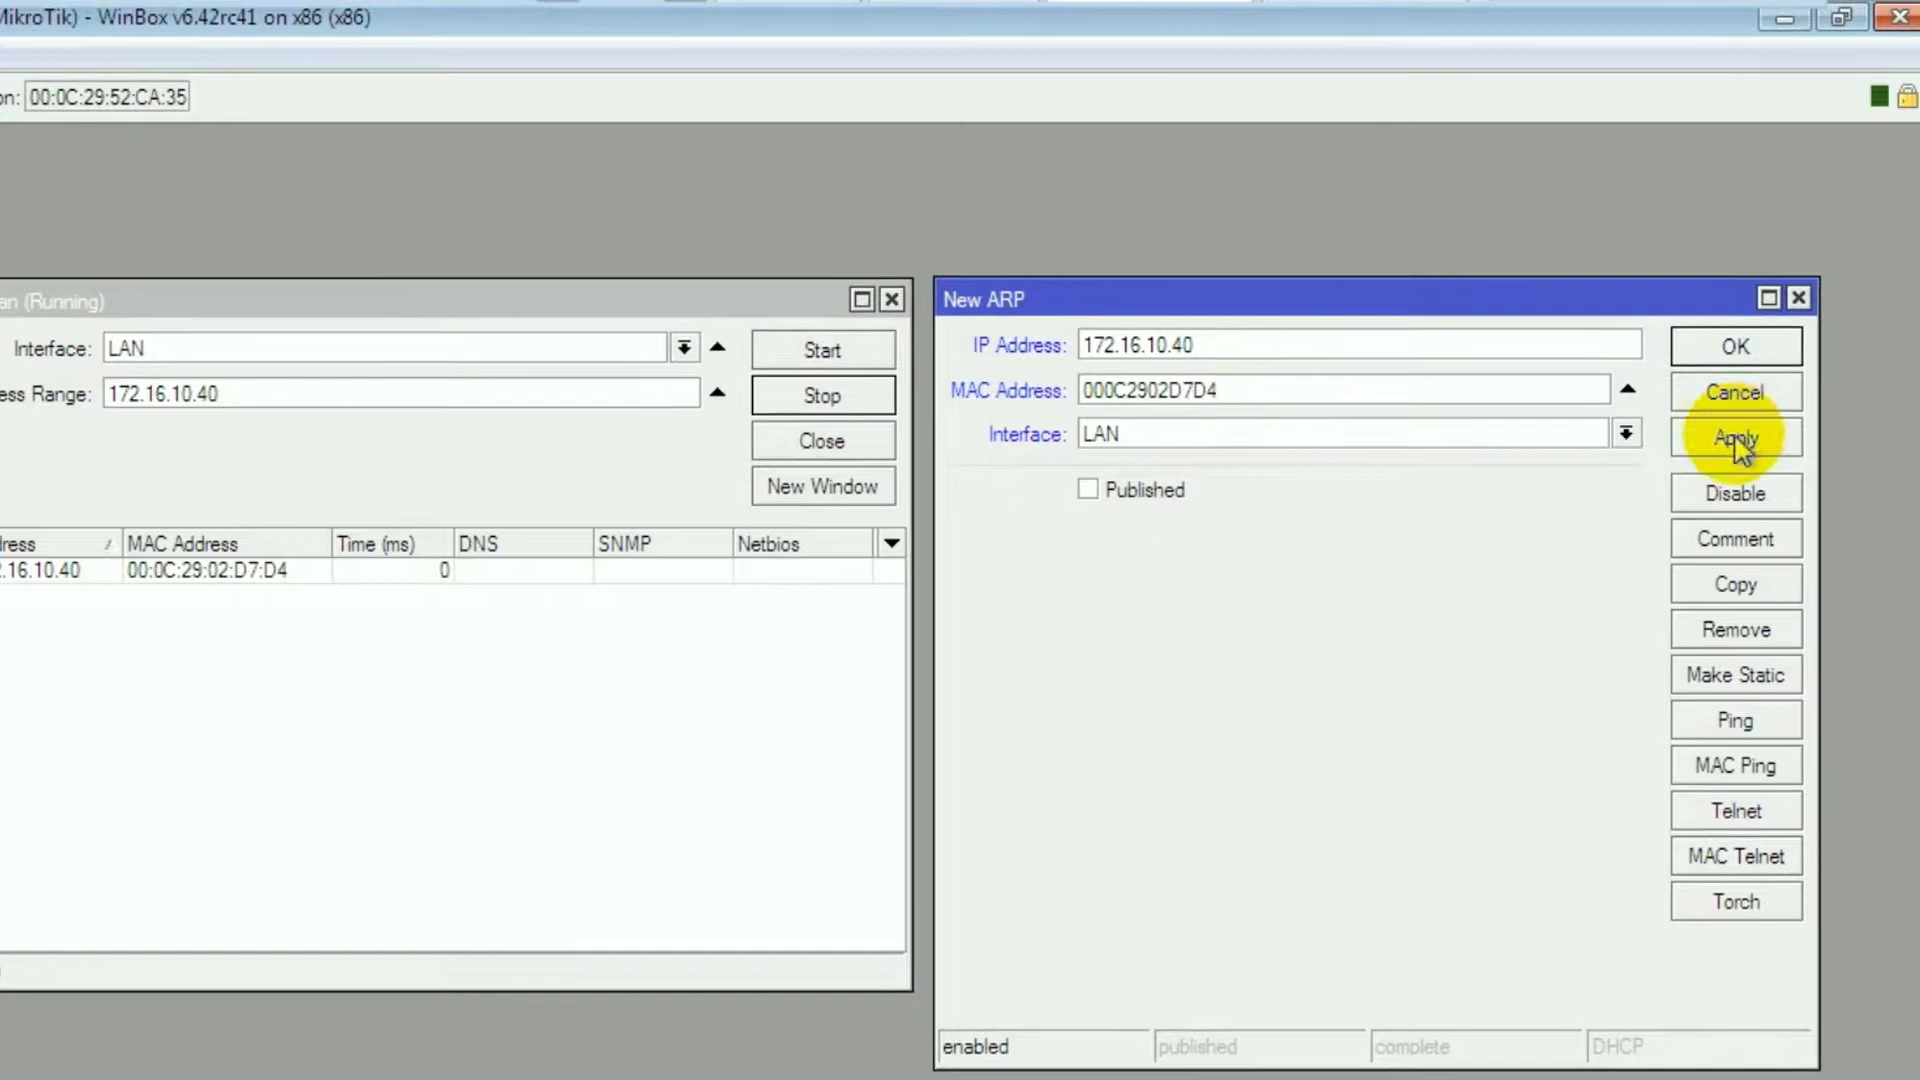 MikroTik) - WinBox v6.42rc41 on x86 (x86)
on: 00:0C:29:52:CA:35
an (Running)
Interface: LAN
ess Range: 172.16.10.40
Start
Stop
Close
New Window
ress MAC Address Time (ms) DNS SNMP Netbios
.16.10.40 00:0C:29:02:D7:D4 0
New ARP
IP Address: 172.16.10.40
MAC Address: 000C2902D7D4
Interface: LAN
Published
OK
Cancel
Apply
Disable
Comment
Copy
Remove
Make Static
Ping
MAC Ping
Telnet
MAC Telnet
Torch
enabled published complete DHCP